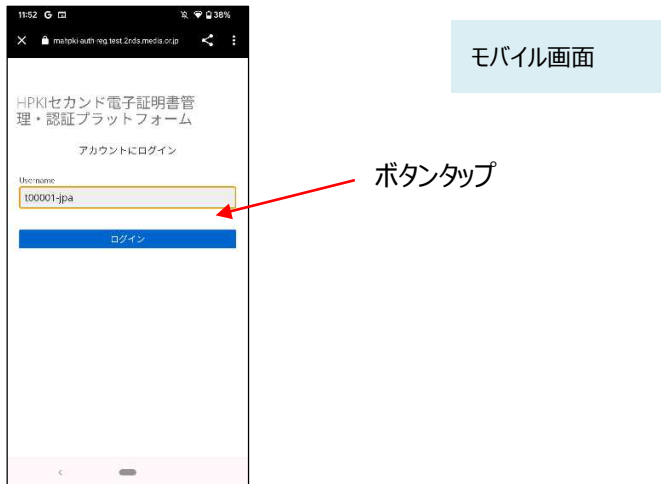 11:52 G 38%
モバイル画面
mahpki-auth-reg.test.2nds.medis.or.jp
HPKIセカンド電子証明書管
理・認証プラットフォーム
アカウントにログイン
Username
ボタンタップ
t00001-jpa
ログイン